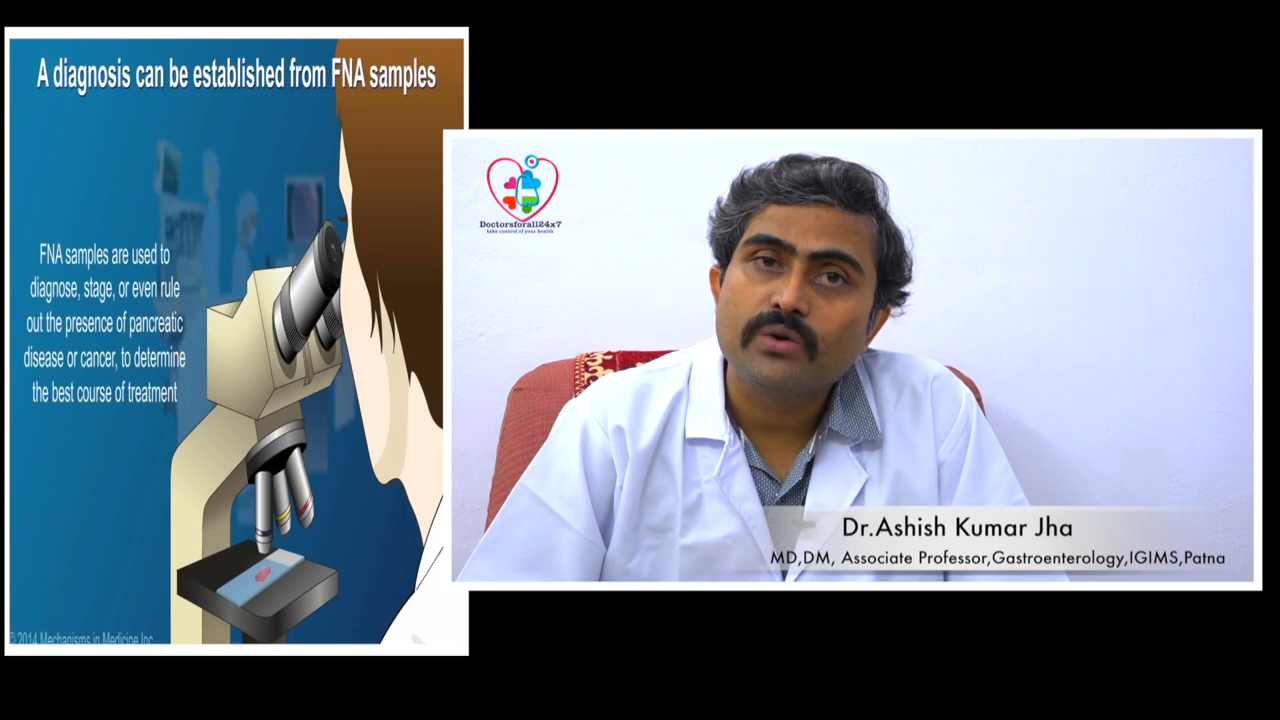 A diagnosis can be established from FNA samples
FNA samples are used to
diagnose, stage, or even rule
out the presence of pancreatic
disease or cancer, to determine
the best course of treatment
© 2014 Mechanisms in Medicine Inc.
Doctorsforall24x7
take control of your health
Dr.Ashish Kumar Jha
MD,DM, Associate Professor,Gastroenterology,IGIMS,Patna